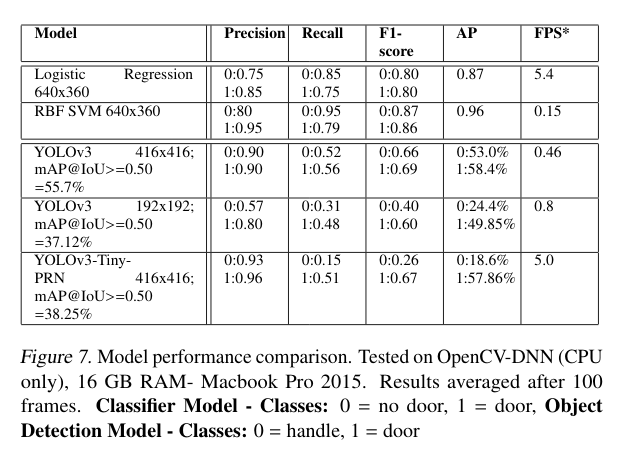 Model Precision Recall F1-score AP FPS*
Logistic Regression 0:0.75 0:0.85 0:0.80 0.87 5.4
640x360 1:0.85 1:0.75 1:0.80
RBF SVM 640x360 0:80 0:0.95 0:0.87 0.96 0.15
1:0.95 1:0.79 1:0.86
YOLOv3 416x416; 0:0.90 0:0.52 0:0.66 0:53.0% 0.46
mAP@IoU>=0.50 1:0.90 1:0.56 1:0.69 1:58.4%
=55.7%
YOLOv3 192x192; 0:0.57 0:0.31 0:0.40 0:24.4% 0.8
mAP@IoU>=0.50 1:0.80 1:0.48 1:0.60 1:49.85%
=37.12%
YOLOv3-Tiny- 0:0.93 0:0.15 0:0.26 0:18.6% 5.0
PRN 416x416; 1:0.96 1:0.51 1:0.67 1:57.86%
mAP@IoU>=0.50
=38.25%
Figure 7. Model performance comparison. Tested on OpenCV-DNN (CPU
only), 16 GB RAM- Macbook Pro 2015. Results averaged after 100
frames. Classifier Model - Classes: 0 = no door, 1 = door, Object
Detection Model - Classes: 0 = handle, 1 = door